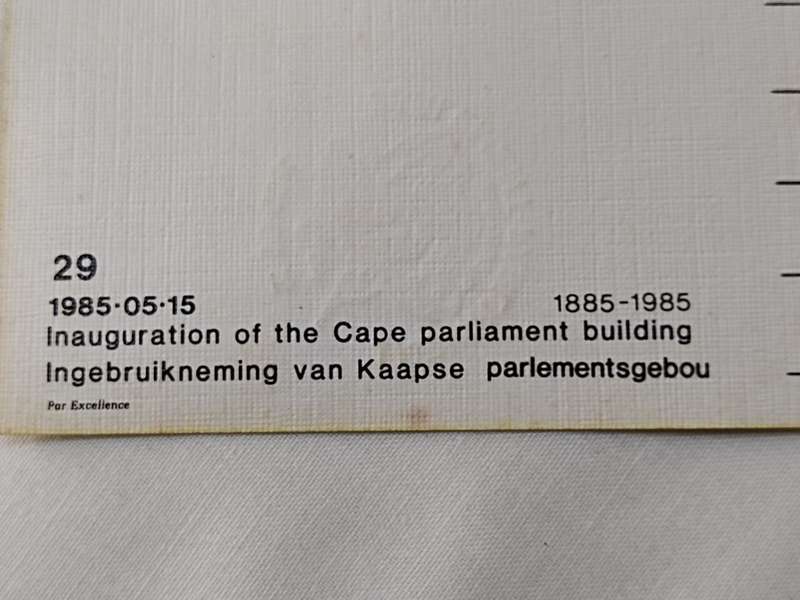 29
1985·05·15 1885-1985
Inauguration of the Cape parliament building
Ingebruikneming van Kaapse parlementsgebou
Par Excellence